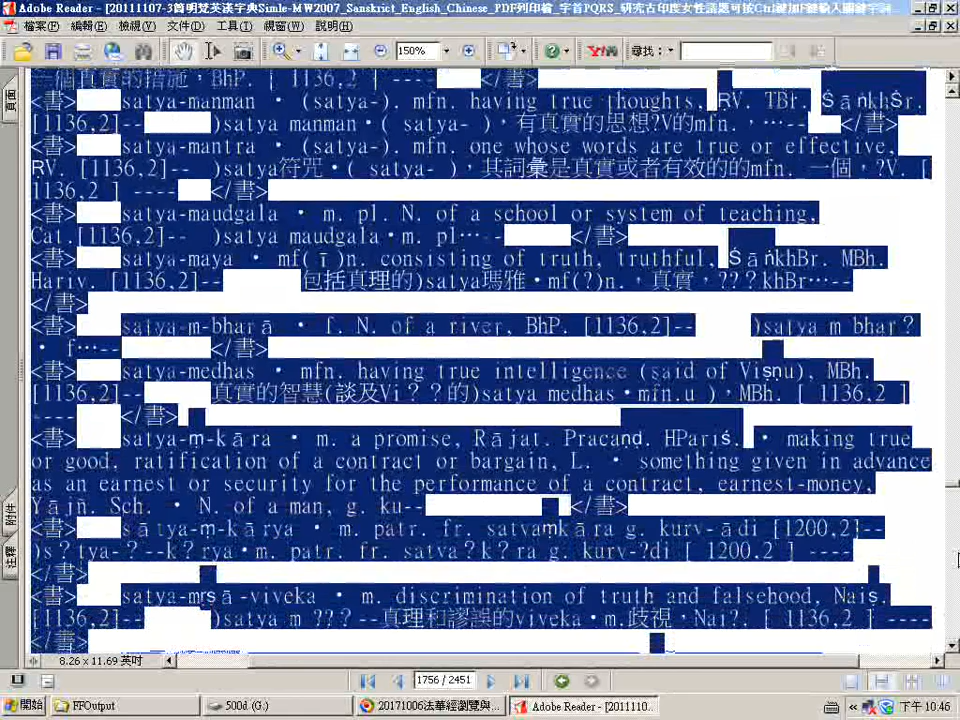 Adobe Reader - [20111107-3簡明梵英漢字典Simle-MW2007_Sanskrict_English_Chinese_PDF列印檔_字首PQRS_研究古印度女性議題可按Ctrl鍵加F鍵輸入關鍵字詞
檔案(F) 編輯(E) 檢視(V) 文件(D) 工具(T) 視窗(W) 說明(H)
150% Y! 尋找：
頁面
附件
註釋
一個真實的措施，BhP. [ 1136,2 ] ---- </書>
<書> satya-manman • (satya-). mfn. having true thoughts, RV. TBr. ŚāṅkhŚr.
[1136,2]-- )satya manman•( satya- )，有真實的思想?V的mfn.，…-- </書>
<書> satya-mantra • (satya-). mfn. one whose words are true or effective,
RV. [1136,2]-- )satya符咒•( satya- )，其詞彙是真實或者有效的的mfn. 一個，?V. [
1136,2 ] ---- </書>
<書> satya-maudgala • m. pl. N. of a school or system of teaching,
Cat.[1136,2]-- )satya maudgala•m. pl…-- </書>
<書> satya-maya • mf(ī)n. consisting of truth, truthful, ŚāṅkhBr. MBh.
Hariv. [1136,2]-- 包括真理的)satya瑪雅•mf(?)n.，真實，???khBr…--
</書>
<書> satya-m-bharā • f. N. of a river, BhP. [1136,2]-- )satya m bhar？
• f…-- </書>
<書> satya-medhas • mfn. having true intelligence (said of Viṣṇu), MBh.
[1136,2]-- 真實的智慧(談及Vi？？的)satya medhas•mfn.u )，MBh. [ 1136,2 ]
---- </書>
<書> satya-ṃ-kāra • m. a promise, Rājat. Pracaṇḍ. HPariś. • making true
or good, ratification of a contract or bargain, L. • something given in advance
as an earnest or security for the performance of a contract, earnest-money,
Yājñ. Sch. • N. of a man, g. ku-- </書>
<書> sātya-ṃ-kārya • m. patr. fr. satyaṃkāra g. kurv-ādi [1200,2]--
)s？tya-？--k？rya•m. patr. fr. satva？k？ra g. kurv-?di [ 1200,2 ] ----
</書>
<書> satya-mṛṣā-viveka • m. discrimination of truth and falsehood, Naiṣ.
[1136,2]-- )satya m ??？--真理和謬誤的viveka•m.歧視，Nai?. [ 1136,2 ] ----
</書>
8.26 x 11.69 英吋
1756 / 2451
開始 FFOutput 500d (G:) 20171006法華經瀏覽與... Adobe Reader - [2011110... 下午 10:46